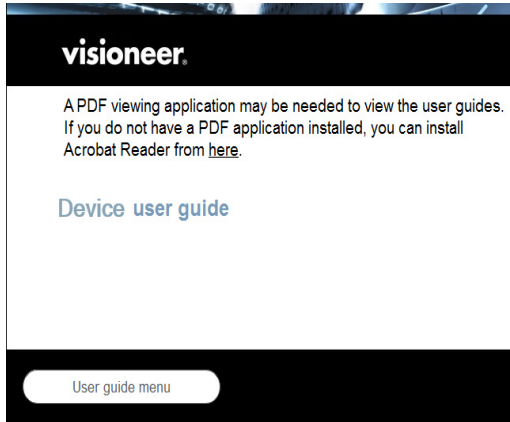 visioneer®
A PDF viewing application may be needed to view the user guides.
If you do not have a PDF application installed, you can install
Acrobat Reader from here.
Device user guide
User guide menu